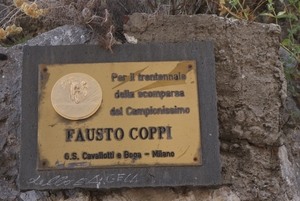 Per il trentennale
della scomparsa
del Campionissimo
FAUSTO COPPI
G.S. Cavallotti e Bega - Milano